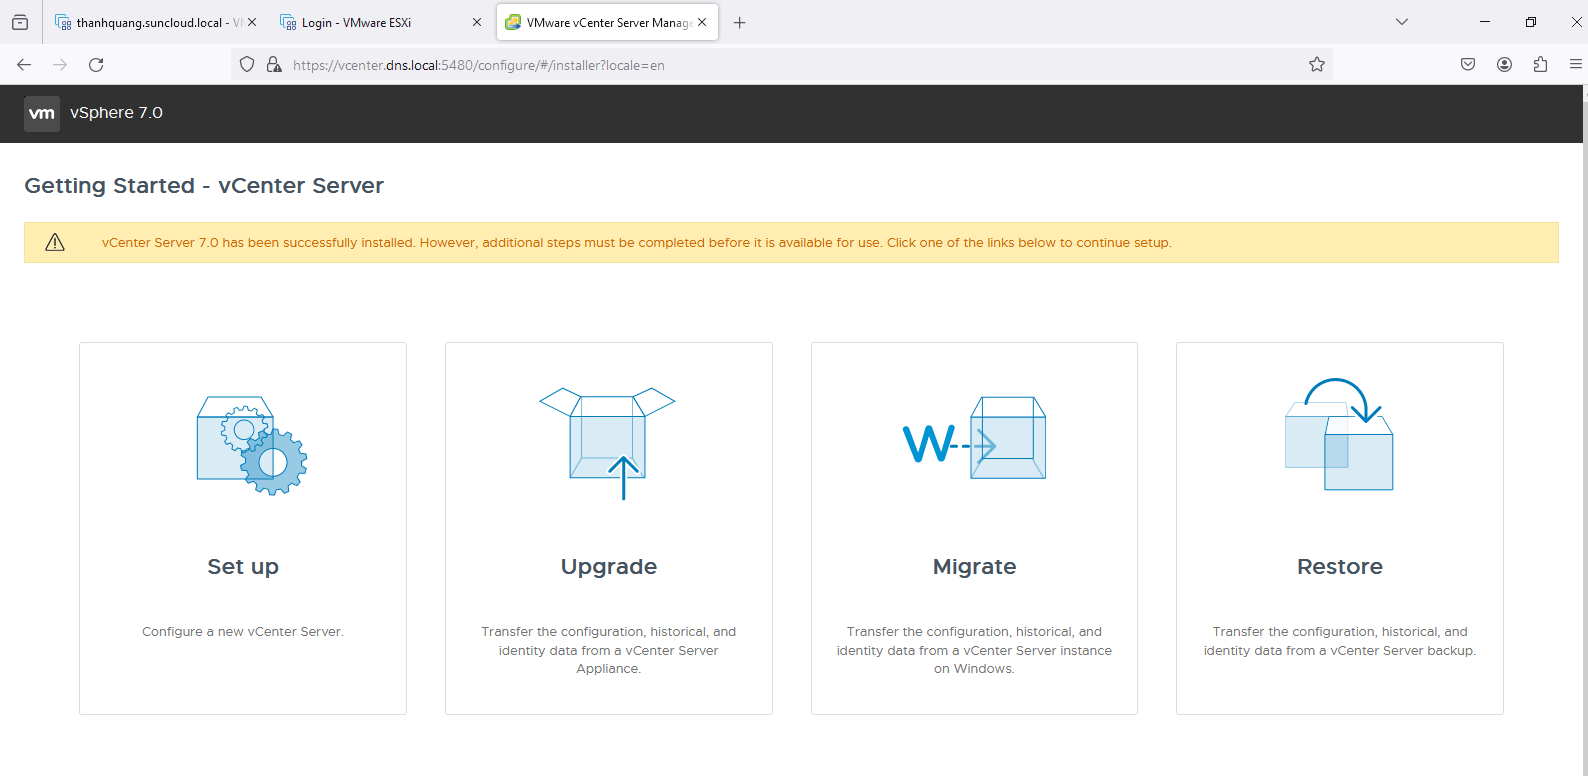 thanhquang.suncloud.local - VM
Login - VMware ESXi
VMware vCenter Server Manage
https://vcenter.dns.local:5480/configure/#/installer?locale=en
vm vSphere 7.0
Getting Started - vCenter Server
vCenter Server 7.0 has been successfully installed. However, additional steps must be completed before it is available for use. Click one of the links below to continue setup.
W
Set up
Configure a new vCenter Server.
Upgrade
Transfer the configuration, historical, and
identity data from a vCenter Server
Appliance.
Migrate
Transfer the configuration, historical, and
identity data from a vCenter Server instance
on Windows.
Restore
Transfer the configuration, historical, and
identity data from a vCenter Server backup.